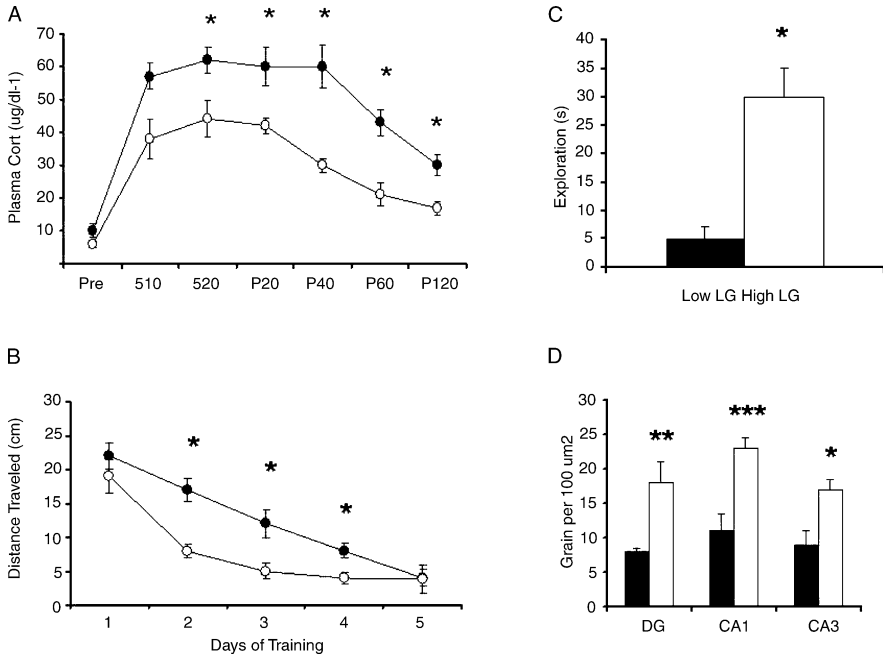 A
70
60
50
40
30
20
10
Plasma Cort (ug/dl-1)
* * * * *
Pre 510 520 P20 P40 P60 P120
B
30
25
20
15
10
5
0
Distance Traveled (cm)
* * *
1 2 3 4 5
Days of Training
C
40
35
30
25
20
15
10
5
0
Exploration (s)
*
Low LG High LG
D
30
25
20
15
10
5
0
Grain per 100 um2
** *** *
DG CA1 CA3